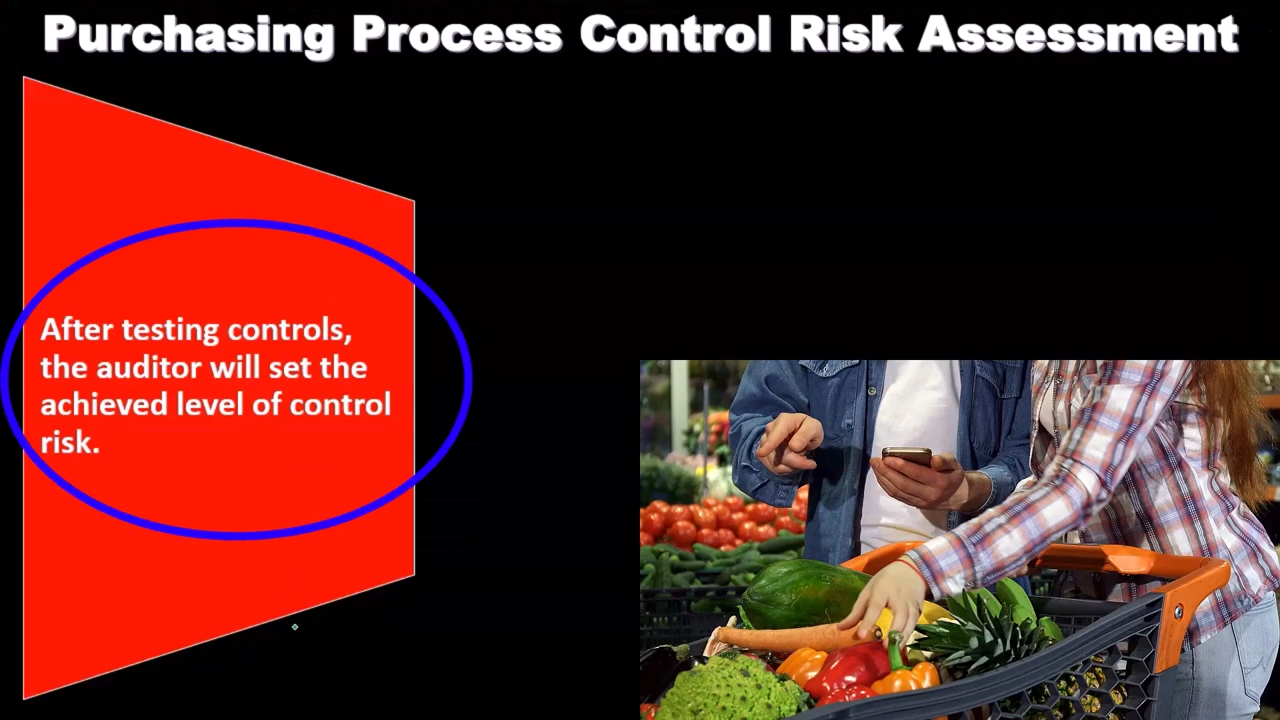 Purchasing Process Control Risk Assessment
After testing controls,
the auditor will set the
achieved level of control
risk.